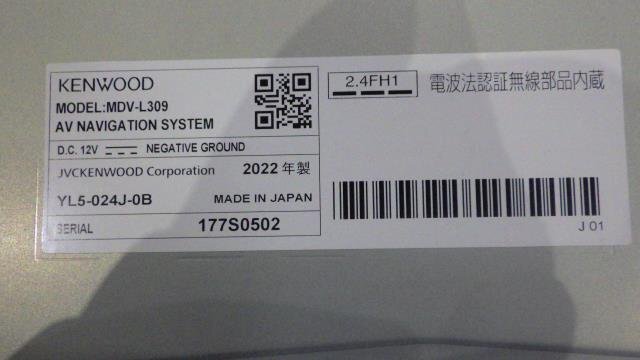 KENWOOD
MODEL:MDV-L309
AV NAVIGATION SYSTEM
D.C. 12V NEGATIVE GROUND
JVCKENWOOD Corporation 2022 年製
YL5-024J-0B MADE IN JAPAN
SERIAL 177S0502
2.4FH1 電波法認証無線部品内蔵
J 01